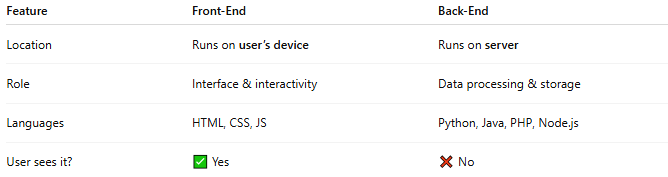 Feature Front-End Back-End
Location Runs on user's device Runs on server
Role Interface & interactivity Data processing & storage
Languages HTML, CSS, JS Python, Java, PHP, Node.js
User sees it? ✅ Yes ❌ No